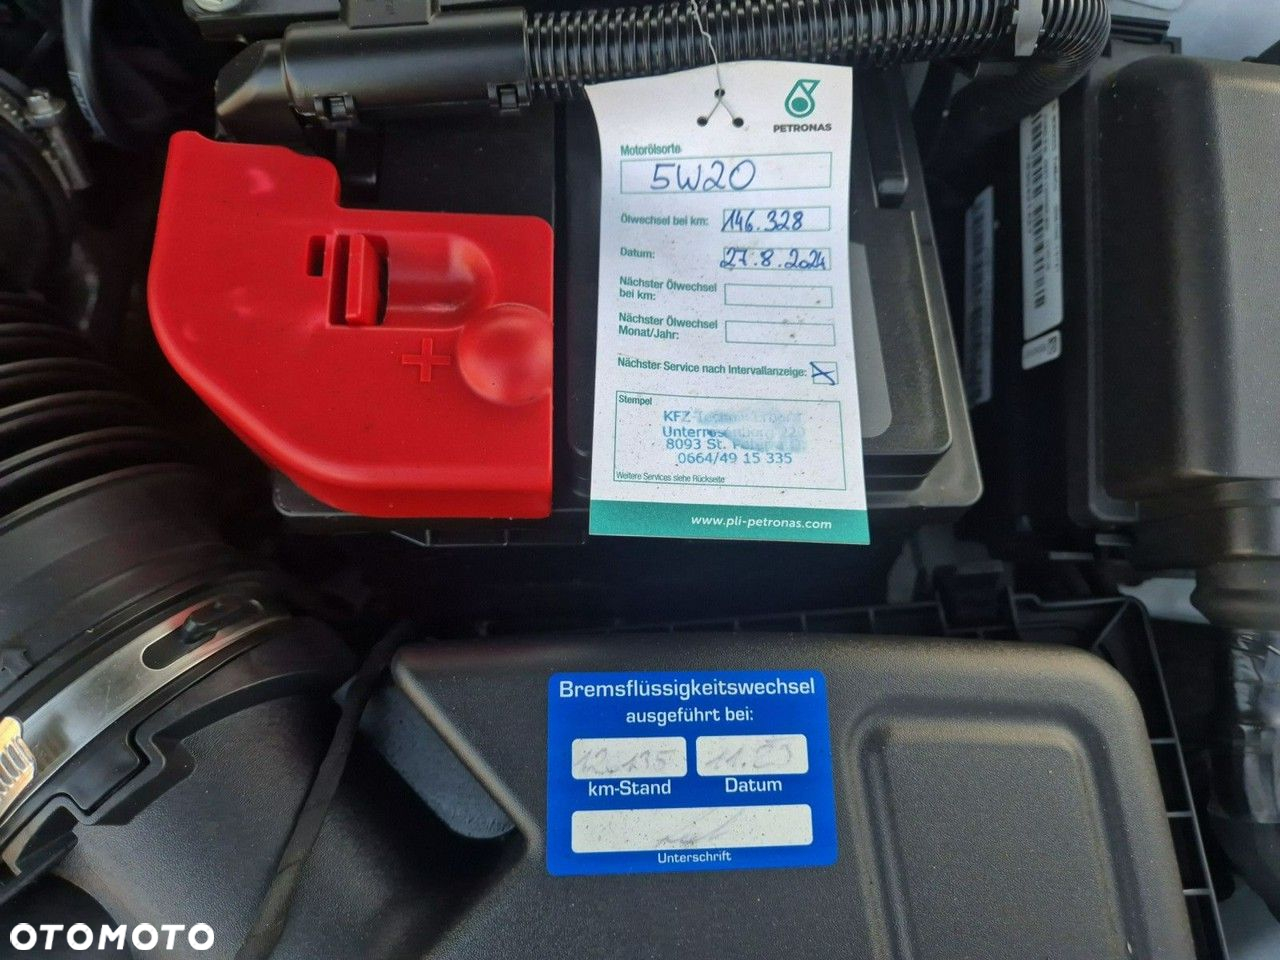 PETRONAS
Motorölsorte
5W20
Ölwechsel bei km: 146.328
Datum: 27.8.2024
Nächster Ölwechsel
bei km:
Nächster Ölwechsel
Monat/Jahr:
Nächster Service nach Intervallanzeige:
Stempel
KFZ
8093 St.
0664/49 15 335
Weitere Services siehe Rückseite
www.pli-petronas.com
Bremsflüssigkeitswechsel
ausgeführt bei:
km-Stand Datum
Unterschrift
OTOMOTO